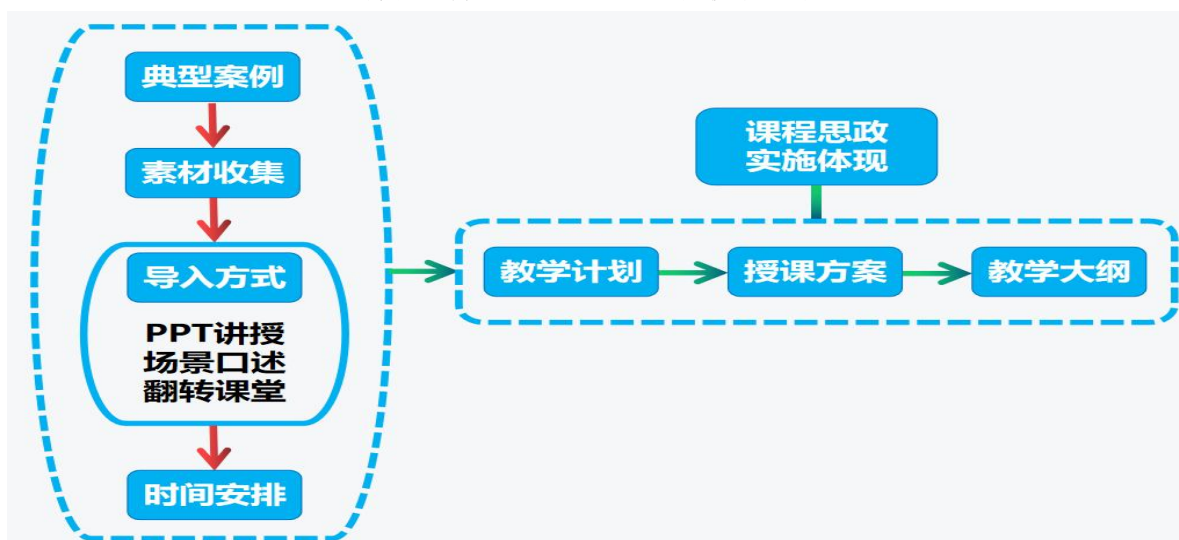 典型案例
素材收集
导入方式
PPT讲授
场景口述
翻转课堂
时间安排
课程思政
实施体现
教学计划
授课方案
教学大纲